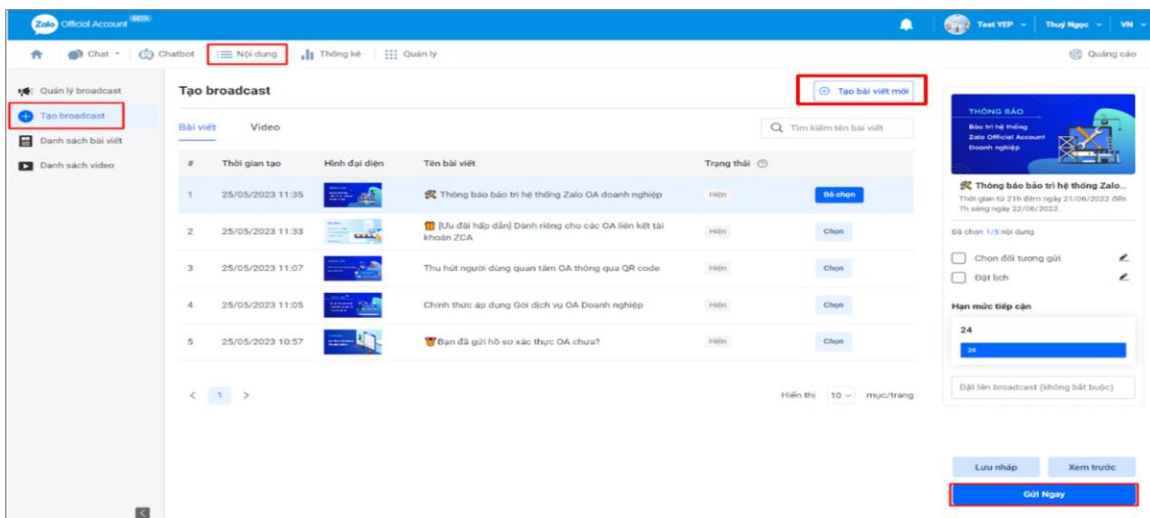 Zalo Official Account BETA
Test YEP
Thuý Ngọc
VN
Chat
Chatbot
Nội dung
Thống kê
Quản lý
Quảng cáo
Quản lý broadcast
Tạo broadcast
Danh sách bài viết
Danh sách video
Tạo broadcast
Tạo bài viết mới
Bài viết
Video
Tìm kiếm tên bài viết
# Thời gian tạo Hình đại diện Tên bài viết Trạng thái
1 25/05/2023 11:35 Thông báo bảo trì hệ thống Zalo OA doanh nghiệp Hiện Bỏ chọn
2 25/05/2023 11:33 [Ưu đãi hấp dẫn] Dành riêng cho các OA liên kết tài
khoản ZCA Hiện Chọn
3 25/05/2023 11:07 Thu hút người dùng quan tâm OA thông qua QR code Hiện Chọn
4 25/05/2023 11:05 Chính thức áp dụng Gói dịch vụ OA Doanh nghiệp Hiện Chọn
5 25/05/2023 10:57 Bạn đã gửi hồ sơ xác thực OA chưa? Hiện Chọn
< 1 >
Hiển thị 10 mục/trang
THÔNG BÁO
Bảo trì hệ thống
Zalo Official Account
Doanh nghiệp
Thông báo bảo trì hệ thống Zalo...
Thời gian từ 21h đêm ngày 21/06/2022 đến
7h sáng ngày 22/06/2022.
Đã chọn 1/5 nội dung
Chọn đối tượng gửi
Đặt lịch
Hạn mức tiếp cận
24
24
Đặt tên broadcast (không bắt buộc)
Lưu nháp
Xem trước
Gửi Ngay